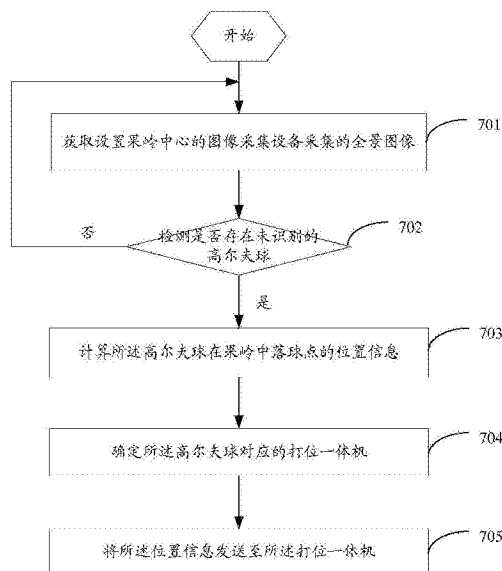 开始
获取设置果岭中心的图像采集设备采集的全景图像
701
否
检测是否存在未识别的
高尔夫球
702
是
计算所述高尔夫球在果岭中落球点的位置信息
703
确定所述高尔夫球对应的打位一体机
704
将所述位置信息发送至所述打位一体机
705